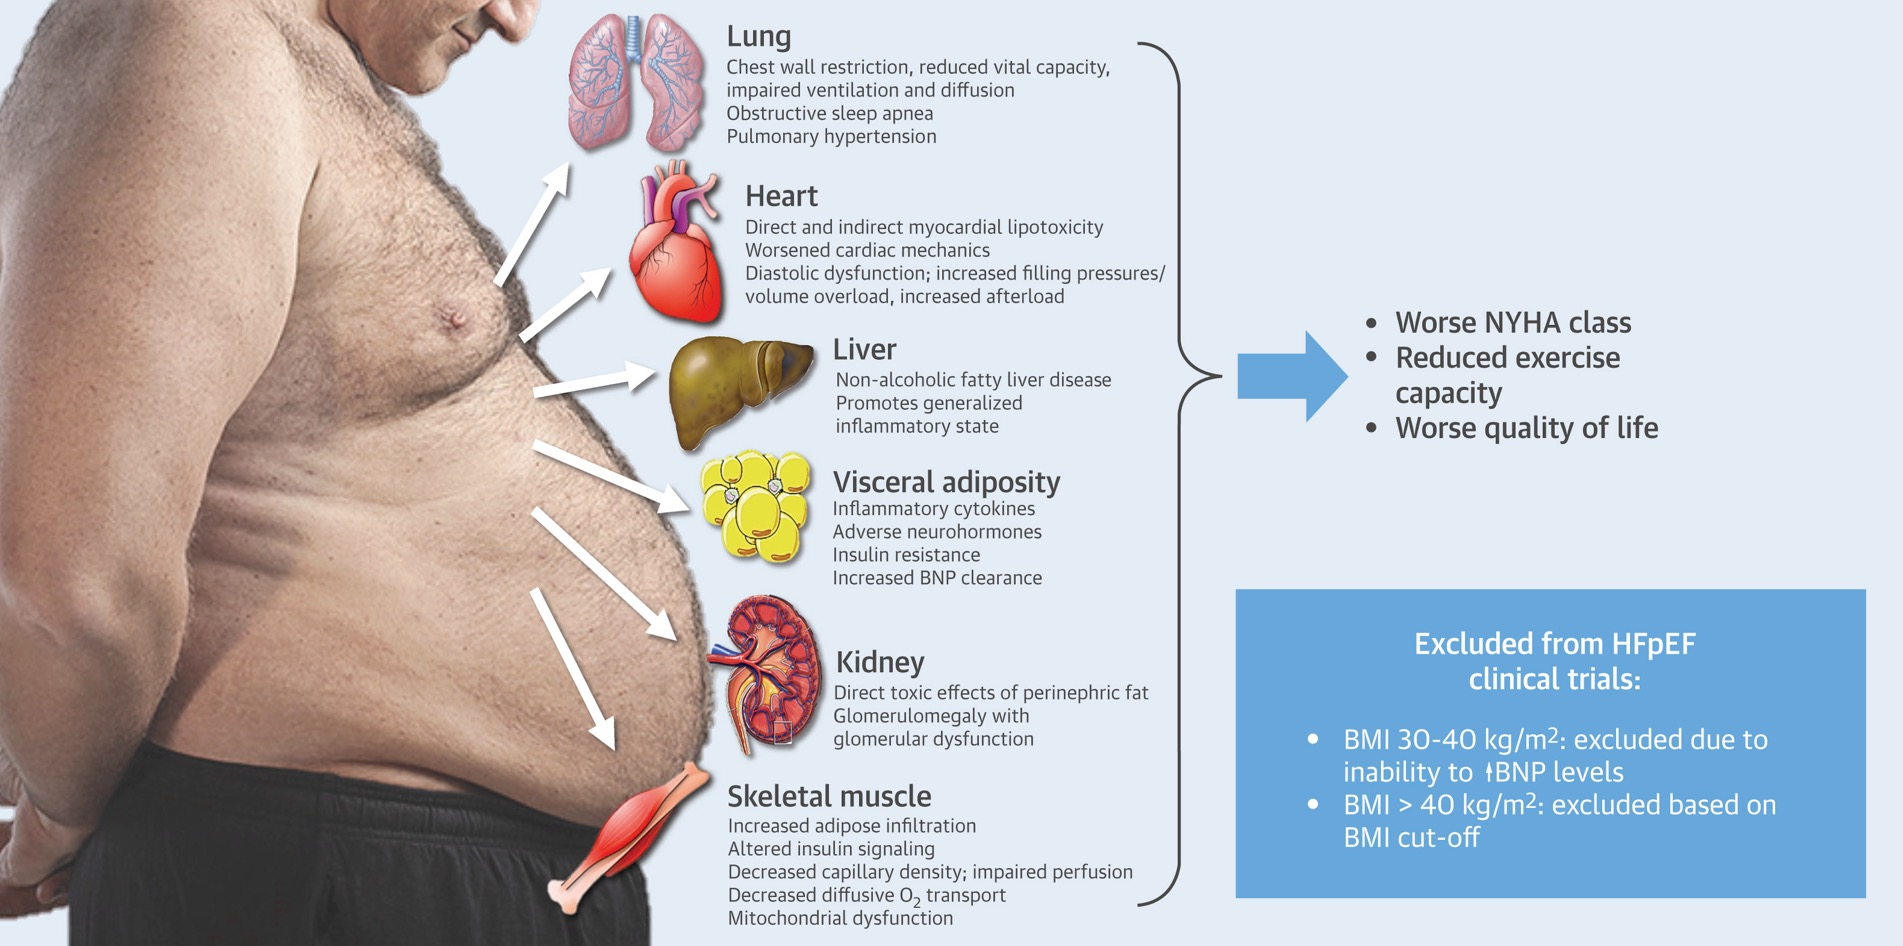 Lung
Chest wall restriction, reduced vital capacity,
impaired ventilation and diffusion
Obstructive sleep apnea
Pulmonary hypertension
Heart
Direct and indirect myocardial lipotoxicity
Worsened cardiac mechanics
Diastolic dysfunction; increased filling pressures/
volume overload, increased afterload
Liver
Non-alcoholic fatty liver disease
Promotes generalized
inflammatory state
Visceral adiposity
Inflammatory cytokines
Adverse neurohormones
Insulin resistance
Increased BNP clearance
Kidney
Direct toxic effects of perinephric fat
Glomerulomegaly with
glomerular dysfunction
Skeletal muscle
Increased adipose infiltration
Altered insulin signaling
Decreased capillary density; impaired perfusion
Decreased diffusive O₂ transport
Mitochondrial dysfunction
• Worse NYHA class
• Reduced exercise
capacity
• Worse quality of life
Excluded from HFpEF
clinical trials:
• BMI 30-40 kg/m²: excluded due to
inability to ↑BNP levels
• BMI > 40 kg/m²: excluded based on
BMI cut-off